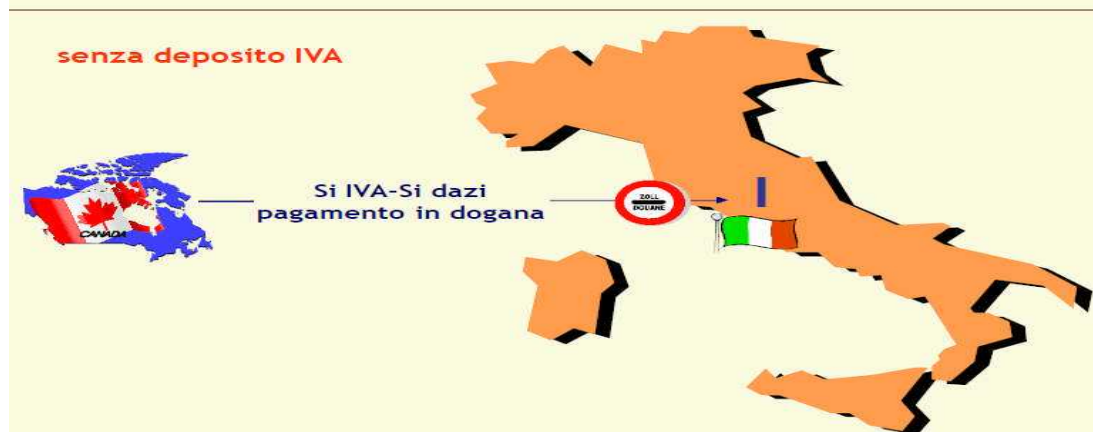 senza deposito IVA
Si IVA-Si dazi
pagamento in dogana
ZOLL
DOUANE
I
CANADA